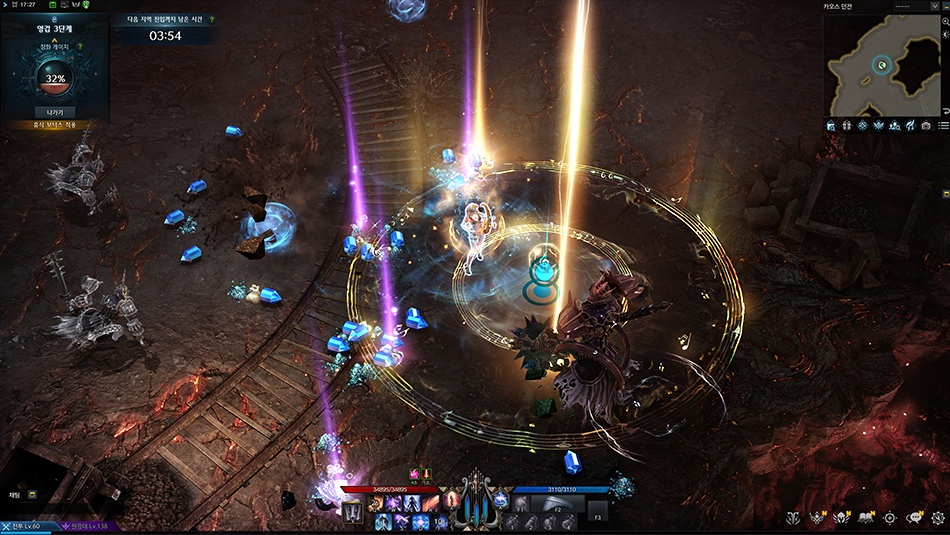 17:27
영겁 3단계
정화 게이지 ?
32%
나가기
휴식 보너스 적용
다음 지역 진입까지 남은 시간 ?
03:54
카오스 던전
채팅
34895/34895
3110/3110
F1
F2
F3
전투 Lv.60
원정대 Lv.138